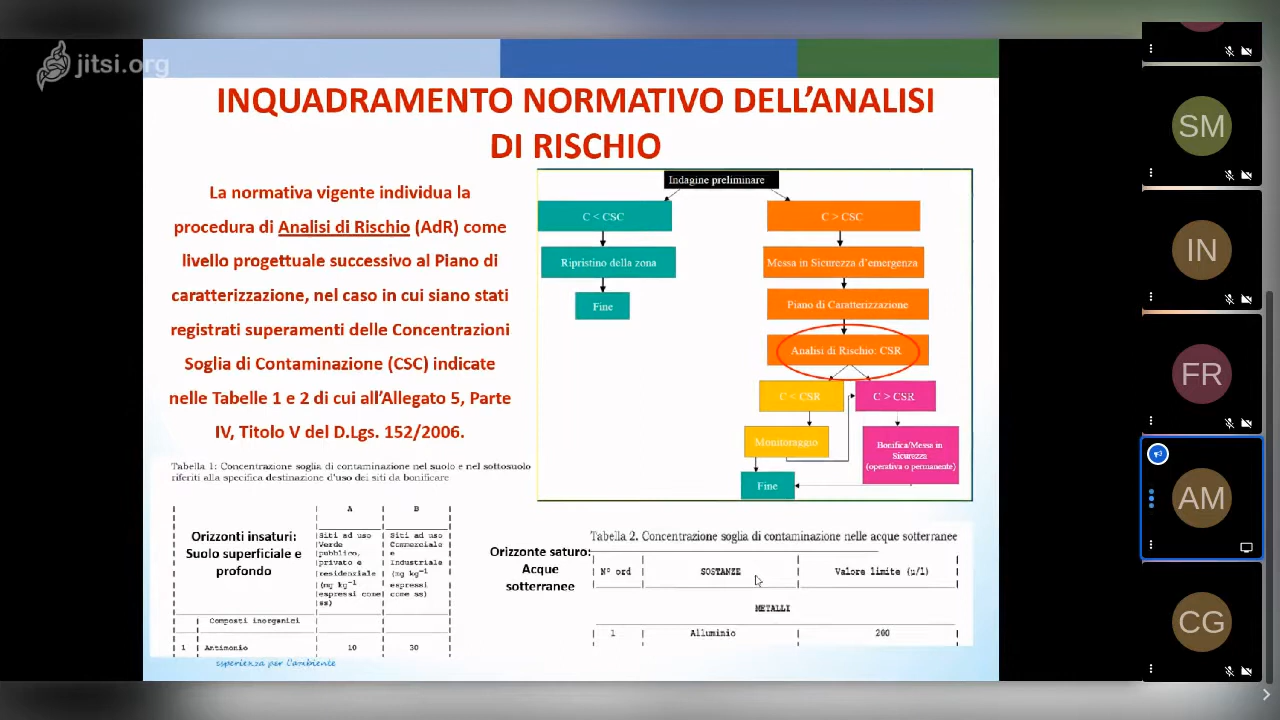 jitsi.org
INQUADRAMENTO NORMATIVO DELL'ANALISI
DI RISCHIO
La normativa vigente individua la
procedura di Analisi di Rischio (AdR) come
livello progettuale successivo al Piano di
caratterizzazione, nel caso in cui siano stati
registrati superamenti delle Concentrazioni
Soglia di Contaminazione (CSC) indicate
nelle Tabelle 1 e 2 di cui all'Allegato 5, Parte
IV, Titolo V del D.Lgs. 152/2006.
Indagine preliminare
C < CSC
C > CSC
Ripristino della zona
Messa in Sicurezza d'emergenza
Fine
Piano di Caratterizzazione
Analisi di Rischio: CSR
C < CSR
C > CSR
Monitoraggio
Bonifica/Messa in
Sicurezza
(operativa o permanente)
Fine
Tabella 1: Concentrazione soglia di contaminazione nel suolo e nel sottosuolo
riferiti alla specifica destinazione d'uso dei siti da bonificare
Orizzonti insaturi:
Suolo superficiale e
profondo
A
Siti ad uso
Verde
pubblico,
privato e
residenziale
(mg kg-1
espressi come
ss)
B
Siti ad uso
Commerciale
e
Industriale
(mg kg-1
espressi
come ss)
Composti inorganici
1 Antimonio 10 30
esperienza per l'ambiente
Orizzonte saturo:
Acque
sotterranee
Tabella 2. Concentrazione soglia di contaminazione nelle acque sotterranee
N° ord SOSTANZE Valore limite (µ/l)
METALLI
1 Alluminio 200
SM
IN
FR
AM
CG